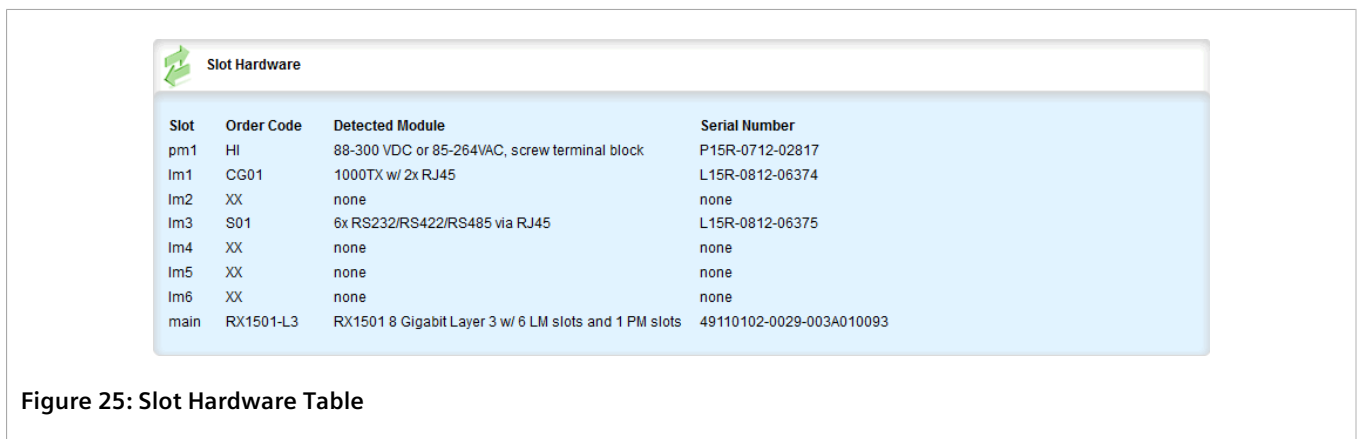 Slot Hardware
Slot Order Code Detected Module Serial Number
pm1 HI 88-300 VDC or 85-264VAC, screw terminal block P15R-0712-02817
lm1 CG01 1000TX w/ 2x RJ45 L15R-0812-06374
lm2 XX none none
lm3 S01 6x RS232/RS422/RS485 via RJ45 L15R-0812-06375
lm4 XX none none
lm5 XX none none
lm6 XX none none
main RX1501-L3 RX1501 8 Gigabit Layer 3 w/ 6 LM slots and 1 PM slots 49110102-0029-003A010093
Figure 25: Slot Hardware Table